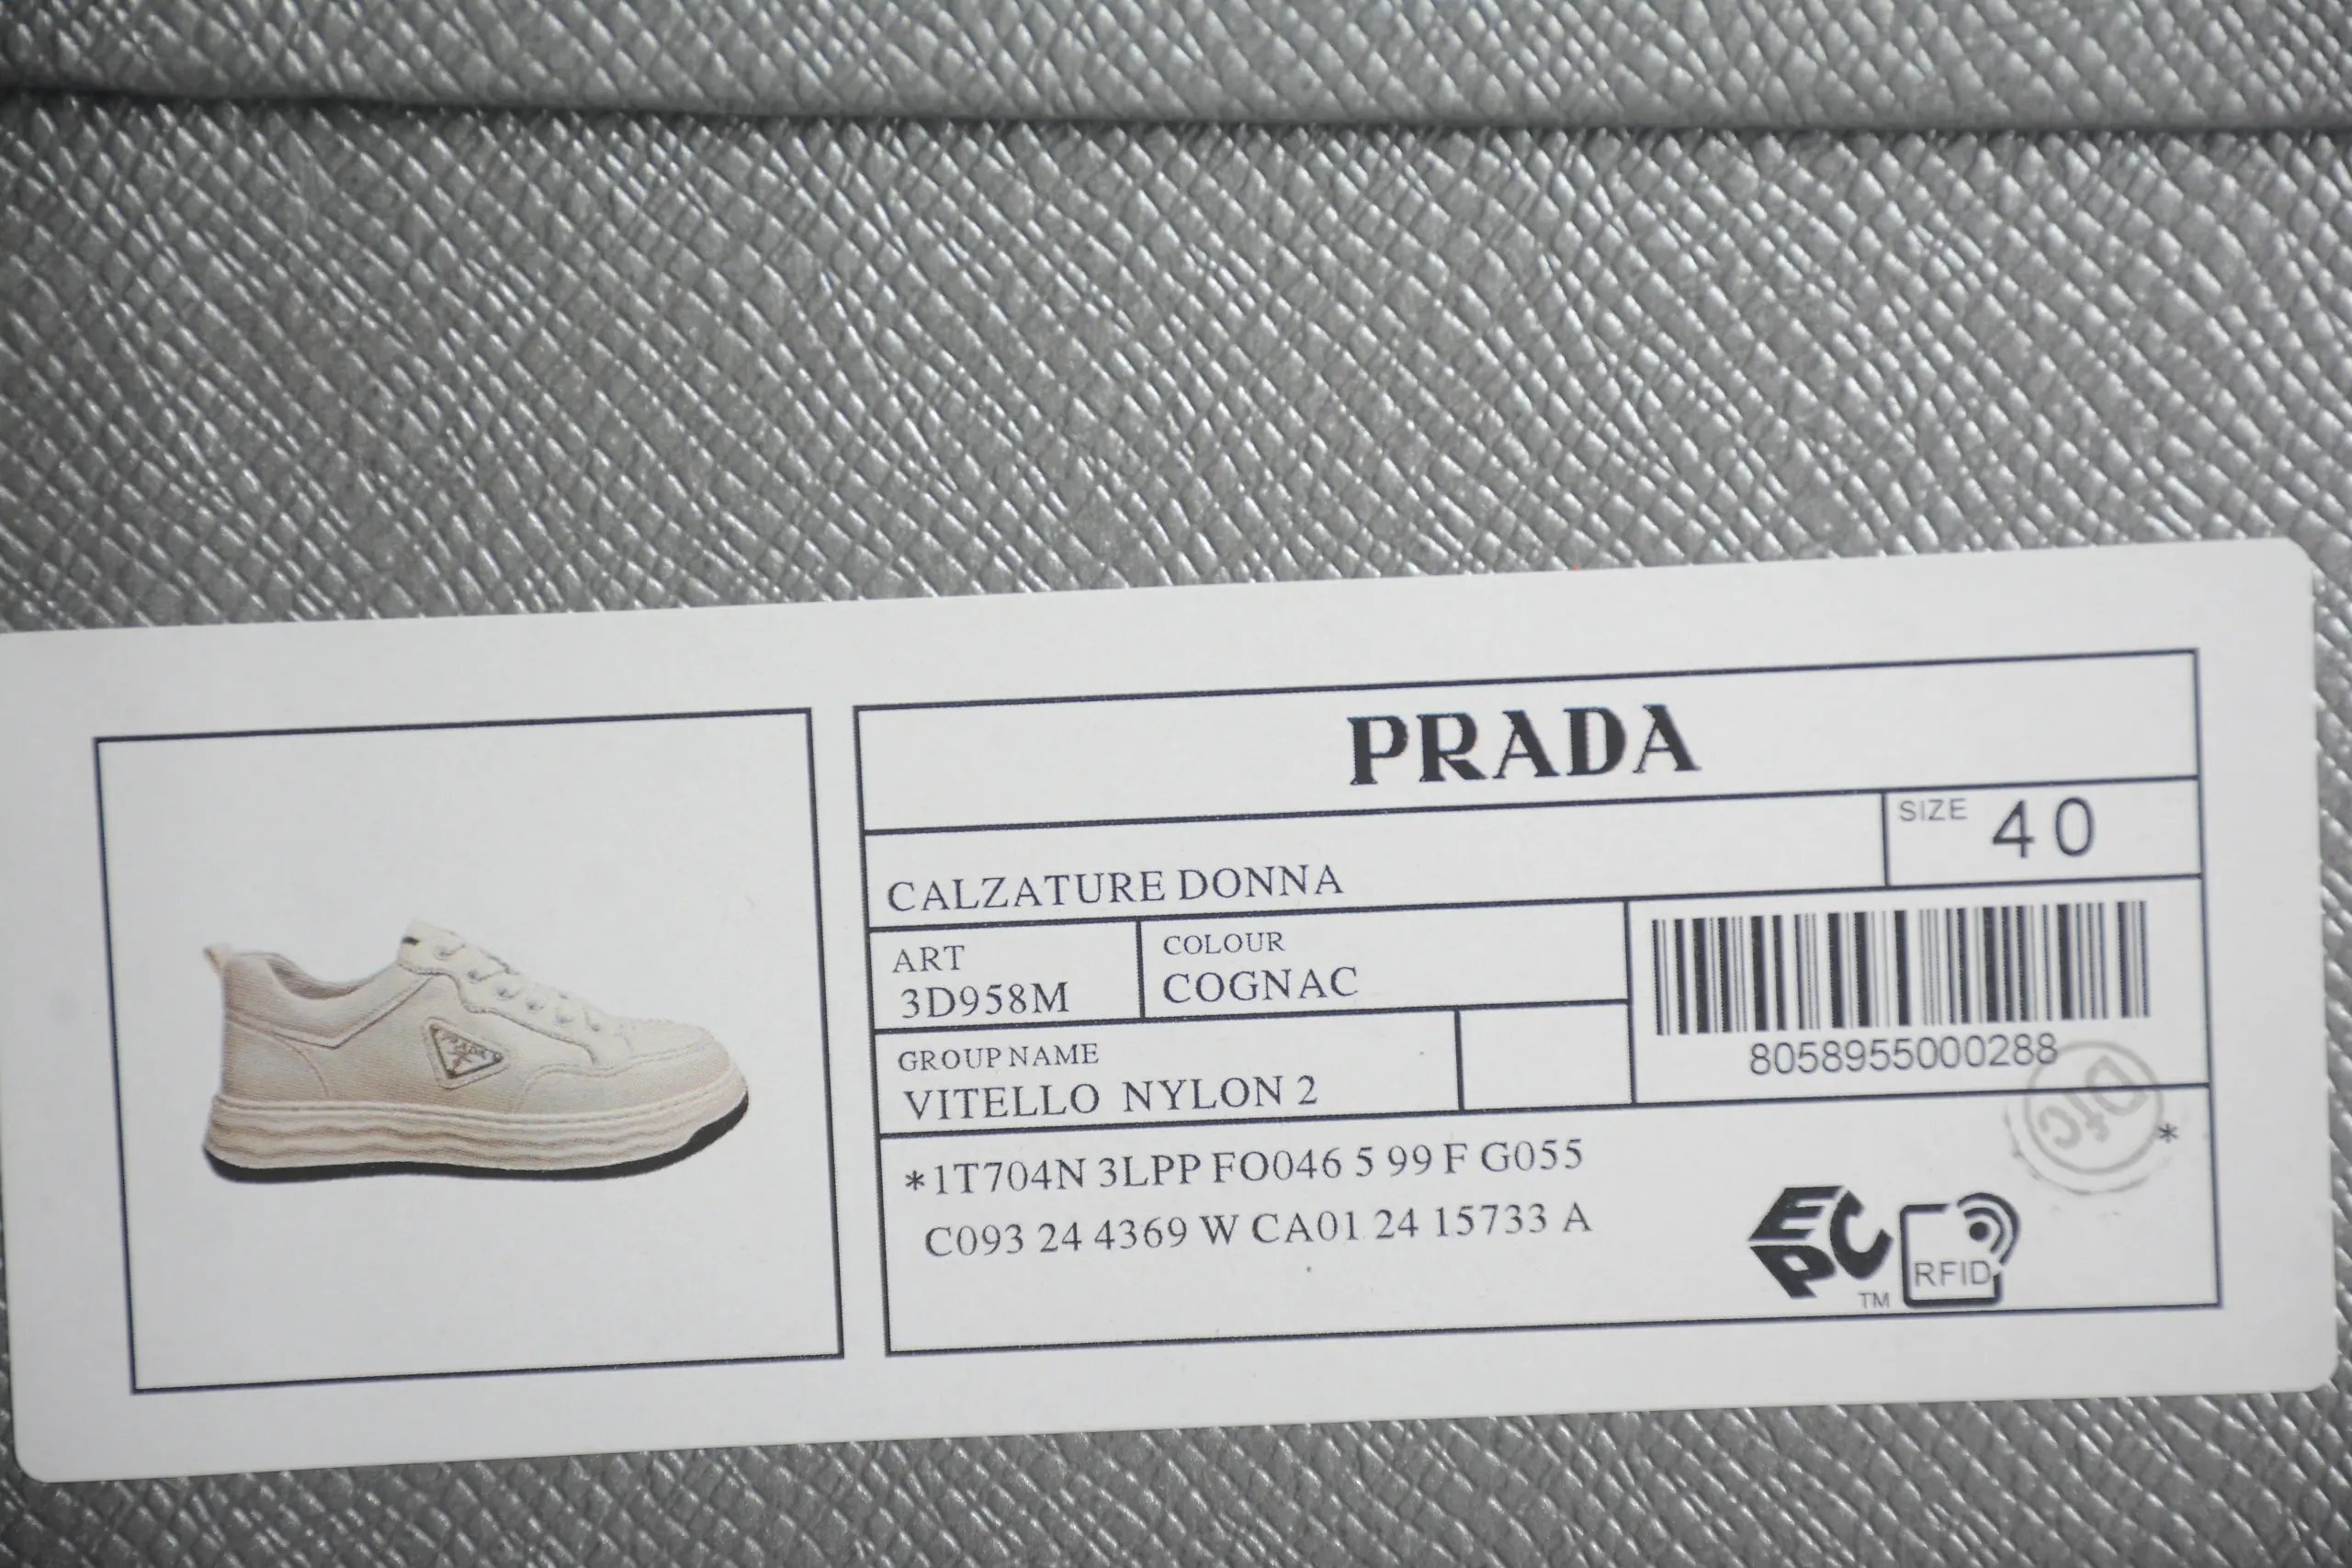 PRADA
CALZATURE DONNA
SIZE 40
ART
3D958M
COLOUR
COGNAC
GROUP NAME
VITELLO NYLON 2
8058955000288
*1T704N 3LPP FO046 5 99 F G055
C093 24 4369 W CA01 24 15733 A
*
EPC
TM
RFID
PRADA